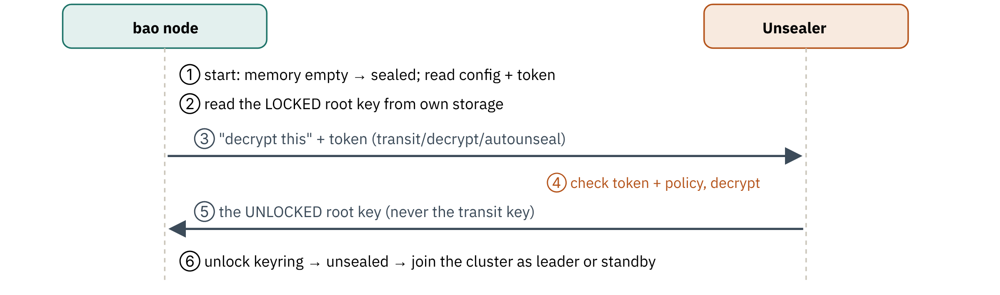 bao node
Unsealer
① start: memory empty → sealed; read config + token
② read the LOCKED root key from own storage
③ "decrypt this" + token (transit/decrypt/autounseal)
④ check token + policy, decrypt
⑤ the UNLOCKED root key (never the transit key)
⑥ unlock keyring → unsealed → join the cluster as leader or standby